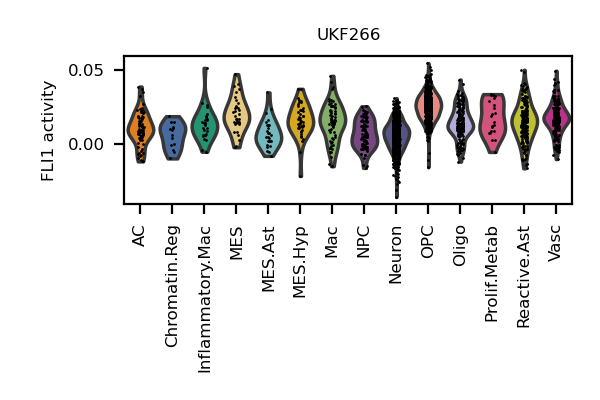 UKF266
FLI1 activity
0.05
0.00
AC
Chromatin.Reg
Inflammatory.Mac
MES
MES.Ast
MES.Hyp
Mac
NPC
Neuron
OPC
Oligo
Prolif.Metab
Reactive.Ast
Vasc